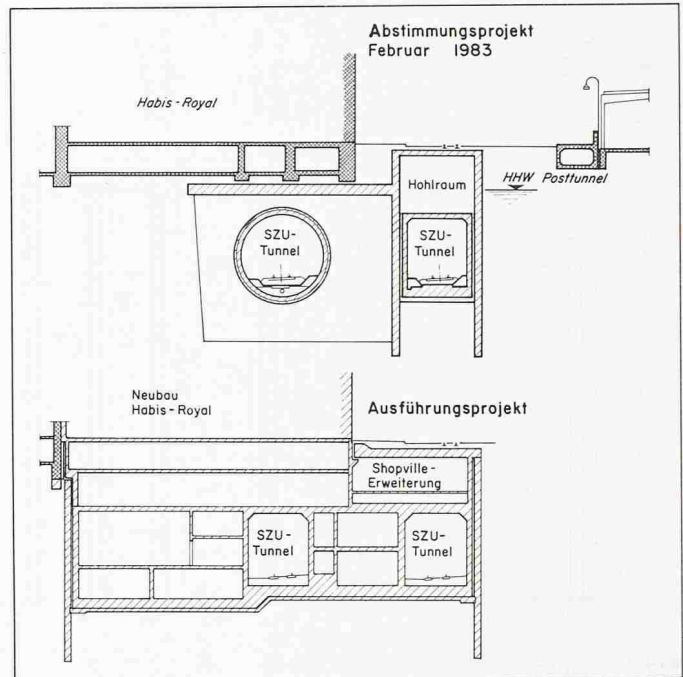 Abstimmungsprojekt
Februar 1983
Habis-Royal
Hohlraum
HHW
Posttunnel
SZU-
Tunnel
SZU-
Tunnel
Neubau
Habis-Royal
Ausführungsprojekt
Shopville-
Erweiterung
SZU-
Tunnel
SZU-
Tunnel